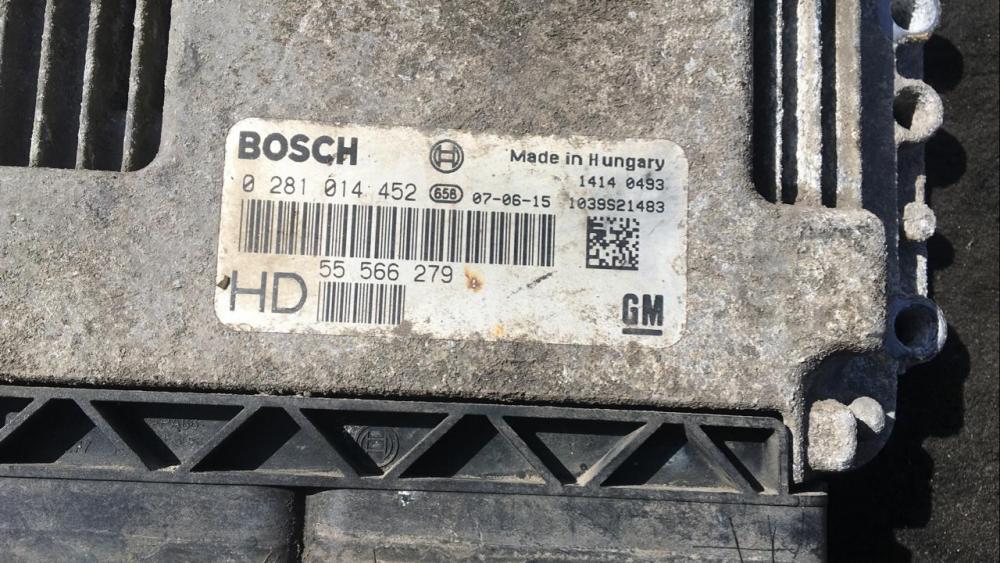 BOSCH
Made in Hungary
1414 0493
0 281 014 452 658 07-06-15 1039S21483
HD 55 566 279
GM